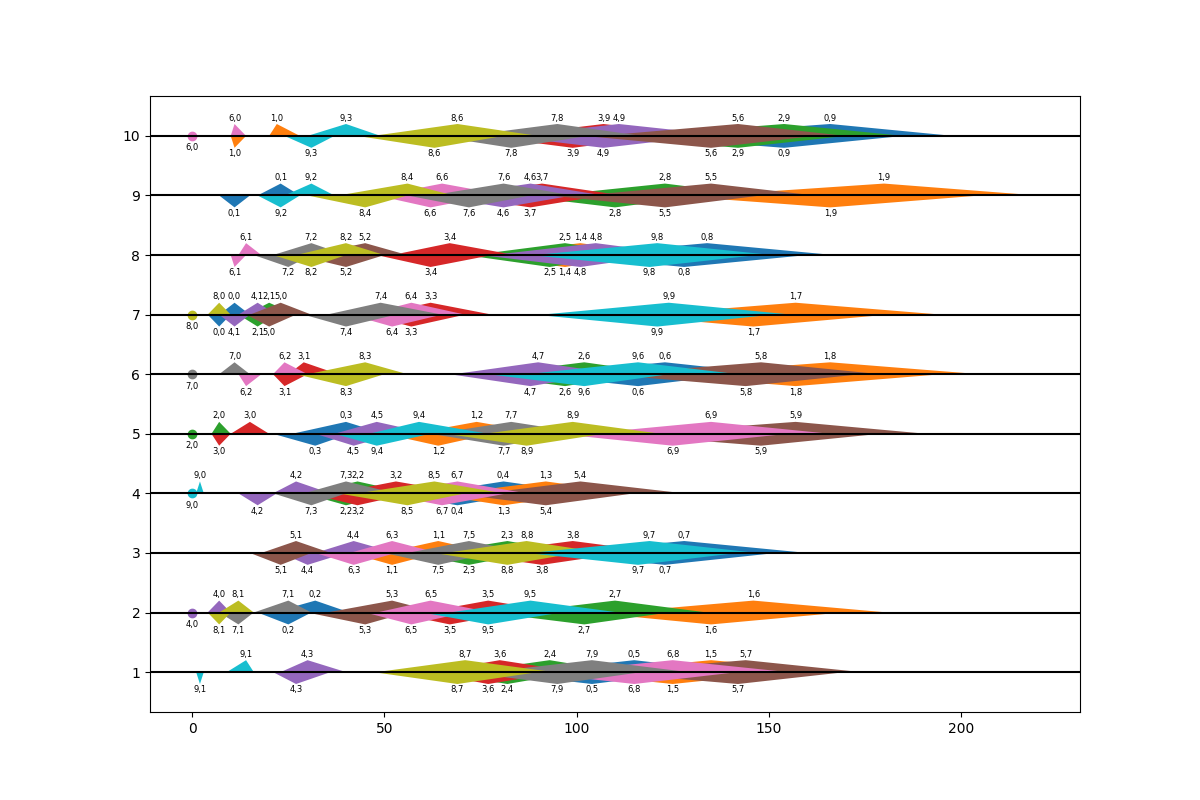 6,0 1,0 9,3 8,6 7,8 3,9 4,9 5,6 2,9 0,9
10
6,0 1,0 9,3 8,6 7,8 3,9 4,9 5,6 2,9 0,9
0,1 9,2 8,4 6,6 7,6 4,6 3,7 2,8 5,5 1,9
9
0,1 9,2 8,4 6,6 7,6 4,6 3,7 2,8 5,5 1,9
6,1 7,2 8,2 5,2 3,4 2,5 1,4 4,8 9,8 0,8
8
6,1 7,2 8,2 5,2 3,4 2,5 1,4 4,8 9,8 0,8
8,0 0,0 4,1 2,1 5,0 7,4 6,4 3,3 9,9 1,7
7
8,0 0,0 4,1 2,1 5,0 7,4 6,4 3,3 9,9 1,7
7,0 6,2 3,1 8,3 4,7 2,6 9,6 0,6 5,8 1,8
6
7,0 6,2 3,1 8,3 4,7 2,6 9,6 0,6 5,8 1,8
2,0 3,0 0,3 4,5 9,4 1,2 7,7 8,9 6,9 5,9
5
2,0 3,0 0,3 4,5 9,4 1,2 7,7 8,9 6,9 5,9
9,0 4,2 7,3 2,2 3,2 8,5 6,7 0,4 1,3 5,4
4
9,0 4,2 7,3 2,2 3,2 8,5 6,7 0,4 1,3 5,4
5,1 4,4 6,3 1,1 7,5 2,3 8,8 3,8 9,7 0,7
3
5,1 4,4 6,3 1,1 7,5 2,3 8,8 3,8 9,7 0,7
4,0 8,1 7,1 0,2 5,3 6,5 3,5 9,5 2,7 1,6
2
4,0 8,1 7,1 0,2 5,3 6,5 3,5 9,5 2,7 1,6
9,1 4,3 8,7 3,6 2,4 7,9 0,5 6,8 1,5 5,7
1
9,1 4,3 8,7 3,6 2,4 7,9 0,5 6,8 1,5 5,7
0 50 100 150 200